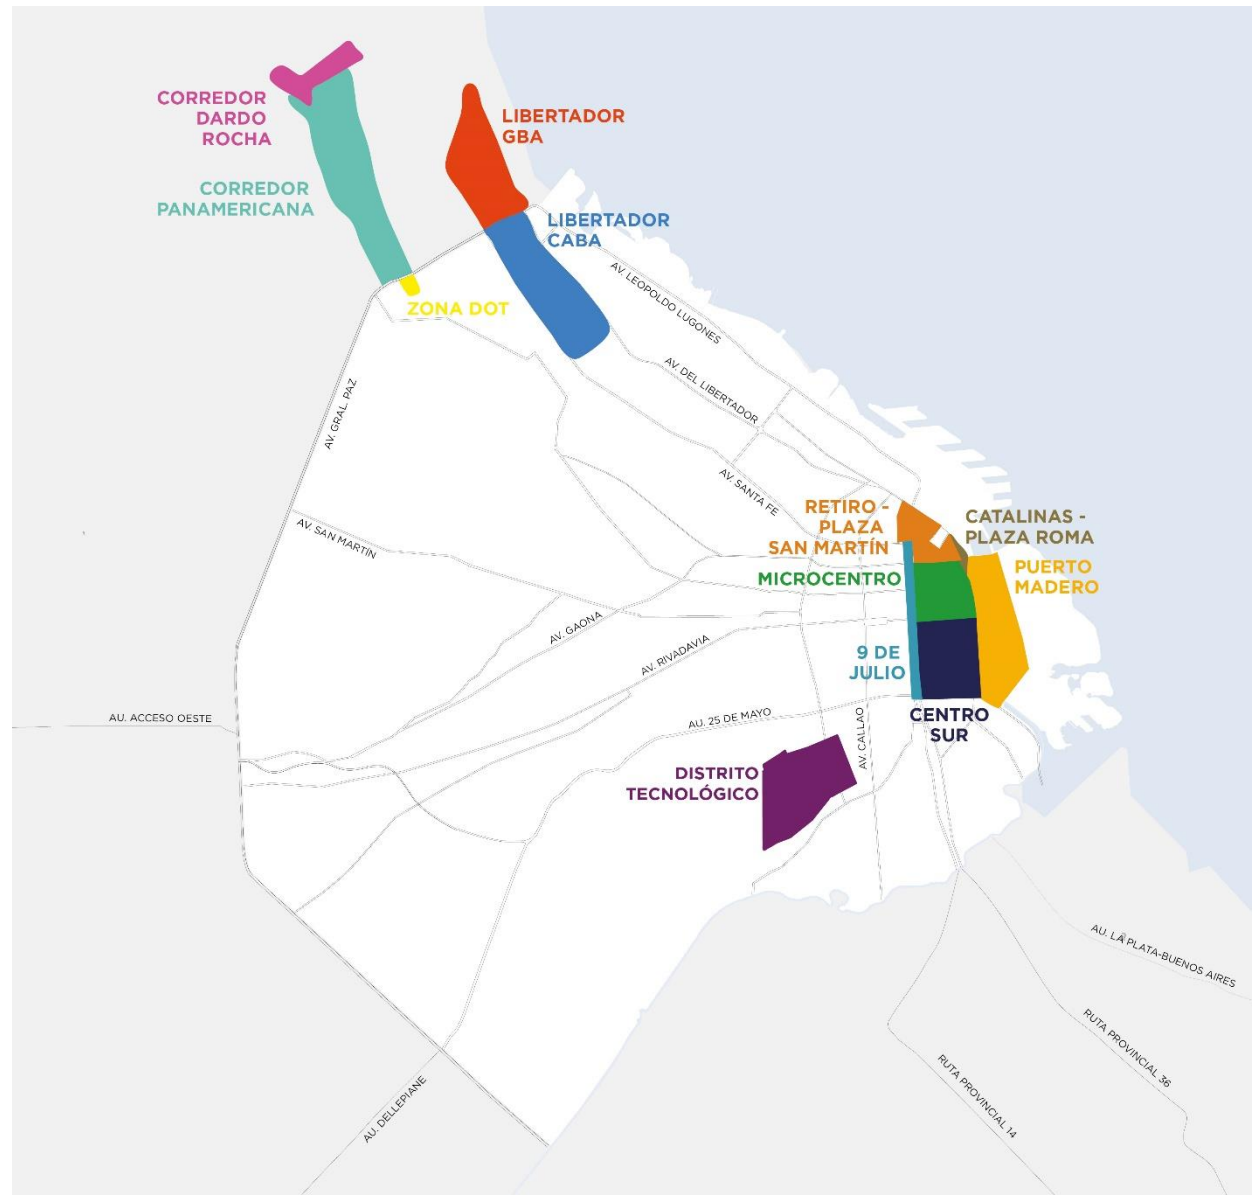 CORREDOR
DARDO
ROCHA
LIBERTADOR
GBA
CORREDOR
PANAMERICANA
LIBERTADOR
CABA
ZONA DOT
AV. LEOPOLDO LUGONES
AV. DEL LIBERTADOR
AV. GRAL. PAZ
AV. SANTA FE
AV. SAN MARTÍN
RETIRO -
PLAZA
SAN MARTÍN
CATALINAS -
PLAZA ROMA
MICROCENTRO
PUERTO
MADERO
AV. GAONA
AV. RIVADAVIA
9 DE
JULIO
AU. ACCESO OESTE
AU. 25 DE MAYO
AV. CALLAO
CENTRO
SUR
DISTRITO
TECNOLÓGICO
AU. LA PLATA-BUENOS AIRES
RUTA PROVINCIAL 36
RUTA PROVINCIAL 14
AU. DELLEPIANE